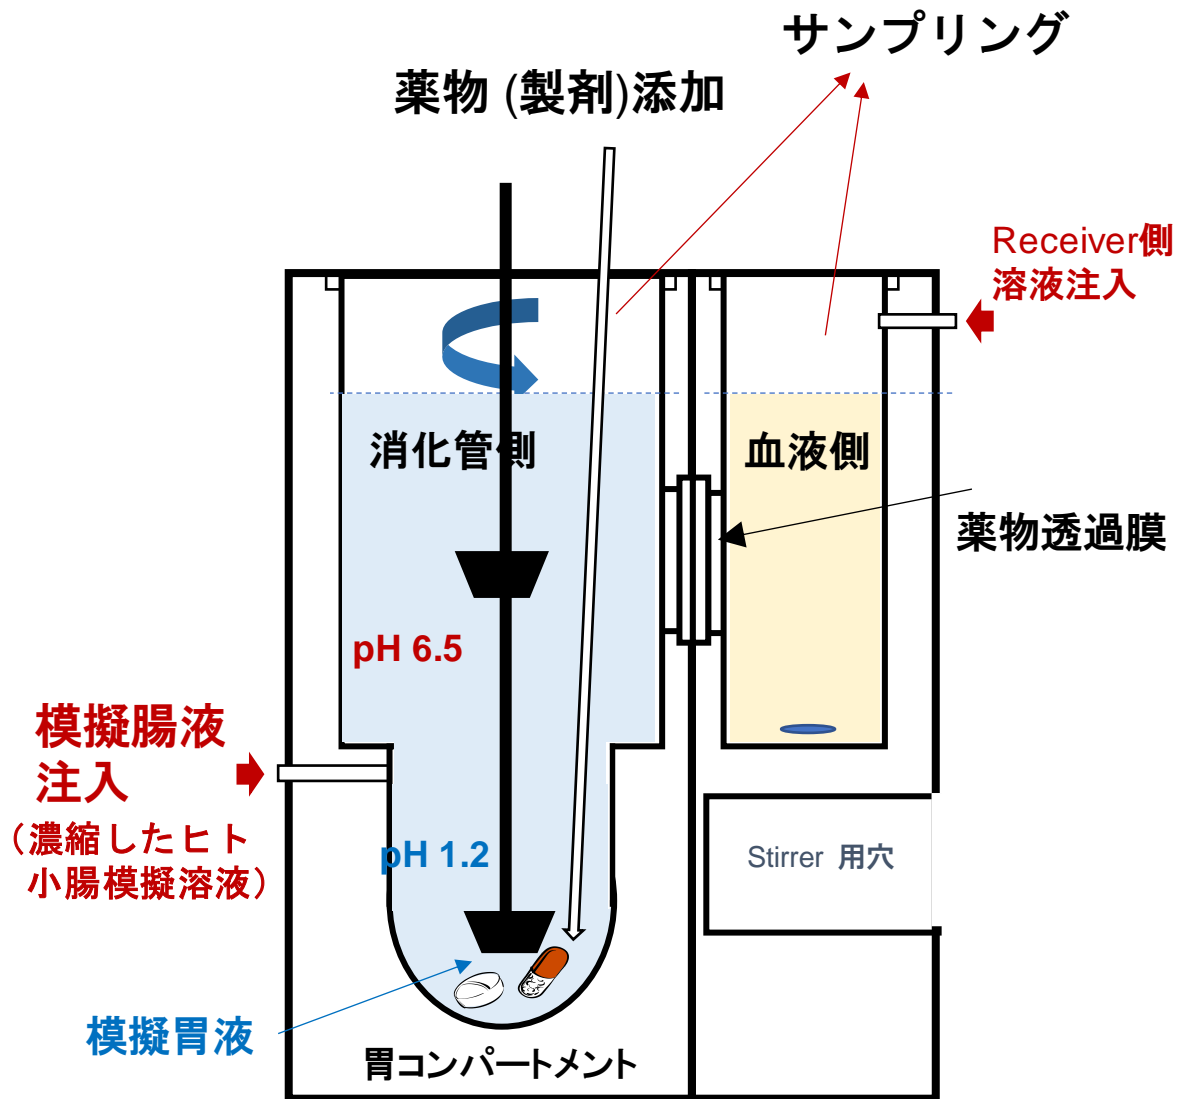 サンプリング
薬物 (製剤)添加
Receiver側
溶液注入
消化管側
血液側
薬物透過膜
pH 6.5
模擬腸液
注入
（濃縮したヒト
小腸模擬溶液）
pH 1.2
Stirrer 用穴
模擬胃液
胃コンパートメント